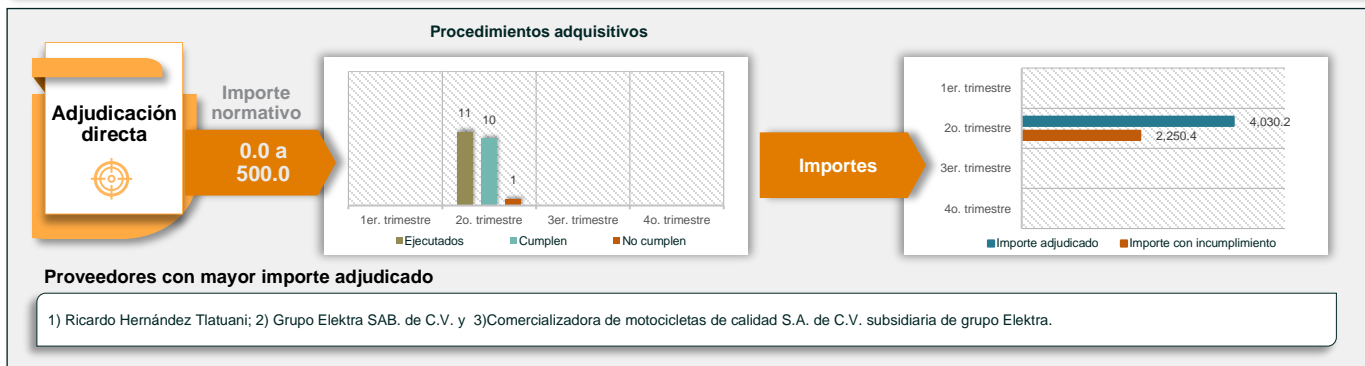 Procedimientos adquisitivos
Adjudicación
directa
Importe
normativo
0.0 a
500.0
11
10
1
1er. trimestre
2o. trimestre
3er. trimestre
4o. trimestre
Ejecutados
Cumplen
No cumplen
Importes
1er. trimestre
2o. trimestre
3er. trimestre
4o. trimestre
4,030.2
2,250.4
Importe adjudicado
Importe con incumplimiento
Proveedores con mayor importe adjudicado
1) Ricardo Hernández Tlatuani; 2) Grupo Elektra SAB. de C.V. y 3)Comercializadora de motocicletas de calidad S.A. de C.V. subsidiaria de grupo Elektra.